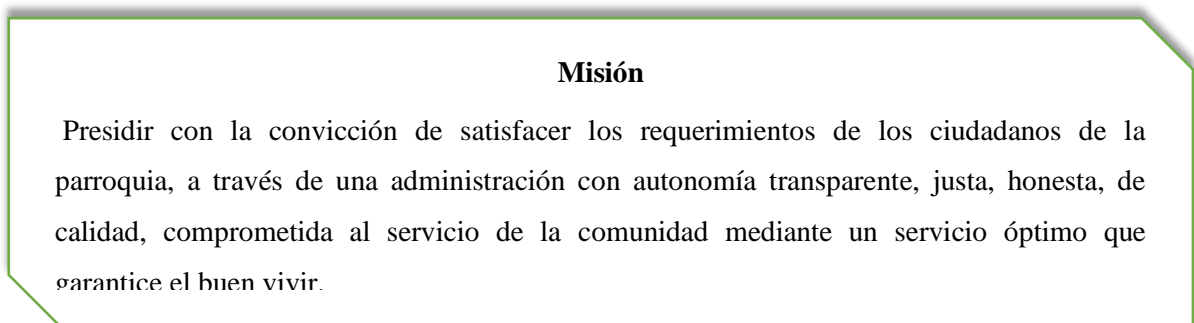 Misión
Presidir con la convicción de satisfacer los requerimientos de los ciudadanos de la
parroquia, a través de una administración con autonomía transparente, justa, honesta, de
calidad, comprometida al servicio de la comunidad mediante un servicio óptimo que
garantice el buen vivir.